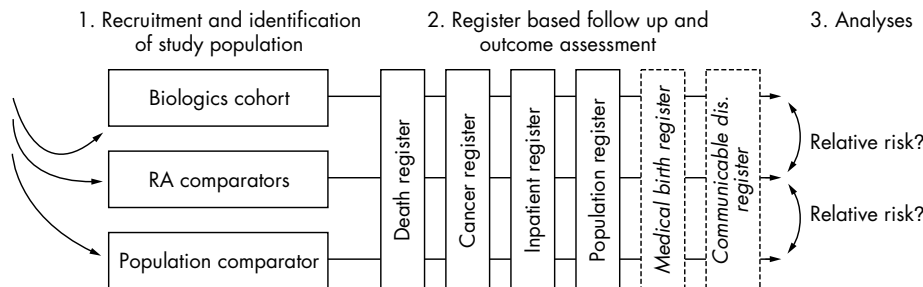 1. Recruitment and identification
of study population
2. Register based follow up and
outcome assessment
3. Analyses
Biologics cohort
RA comparators
Population comparator
Death register
Cancer register
Inpatient register
Population register
Medical birth register
Communicable dis.
register
Relative risk?
Relative risk?